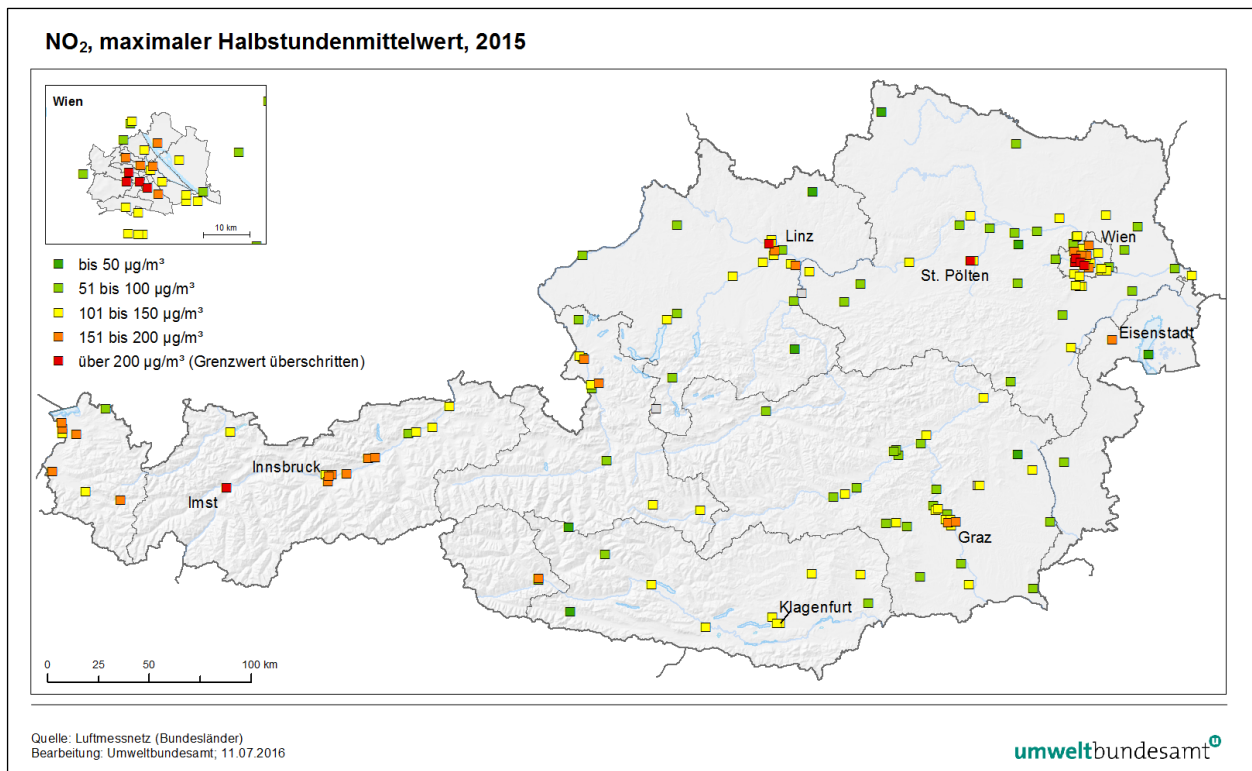 NO₂, maximaler Halbstundenmittelwert, 2015
Wien
10 km
bis 50 µg/m³
51 bis 100 µg/m³
101 bis 150 µg/m³
151 bis 200 µg/m³
über 200 µg/m³ (Grenzwert überschritten)
Linz
Wien
St. Pölten
Eisenstadt
Innsbruck
Imst
Graz
Klagenfurt
0 25 50 100 km
Quelle: Luftmessnetz (Bundesländer)
Bearbeitung: Umweltbundesamt; 11.07.2016
umweltbundesamt u